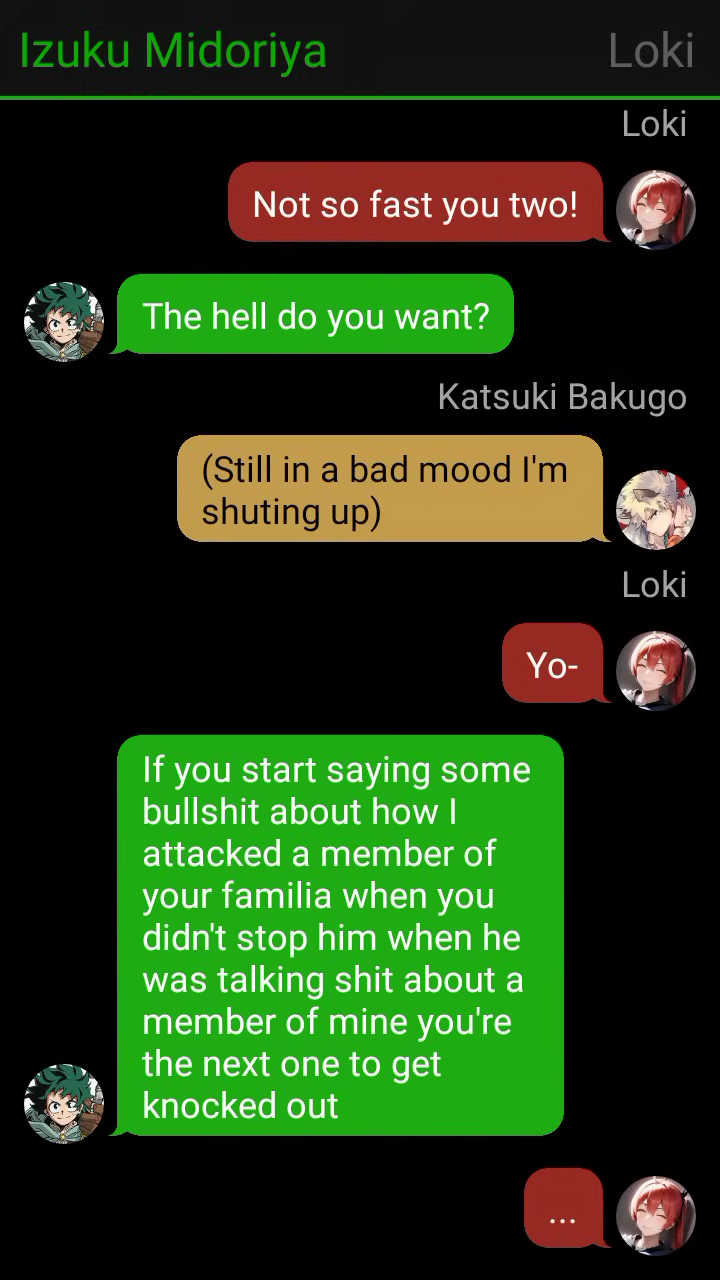 Izuku Midoriya Loki
Loki
Not so fast you two!
The hell do you want?
Katsuki Bakugo
(Still in a bad mood I'm
shuting up)
Loki
Yo-
If you start saying some
bullshit about how I
attacked a member of
your familia when you
didn't stop him when he
was talking shit about a
member of mine you're
the next one to get
knocked out
...